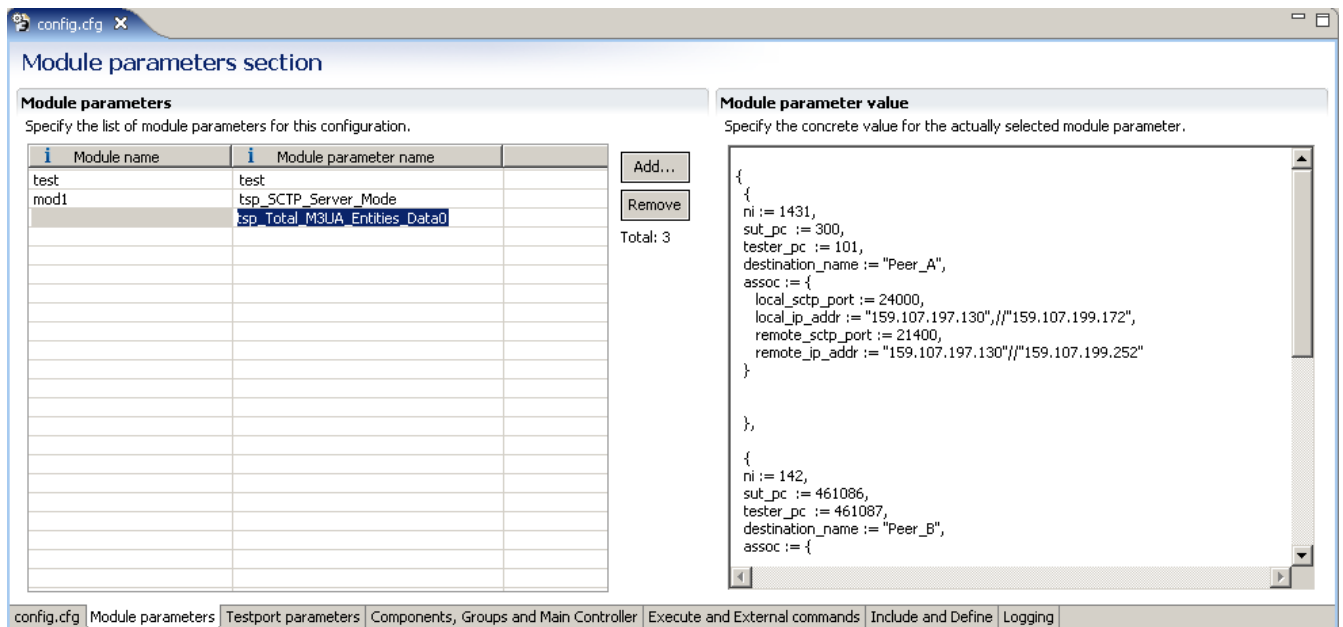 config.cfg
Module parameters section
Module parameters
Specify the list of module parameters for this configuration.
Module name Module parameter name
test test
mod1 tsp_SCTP_Server_Mode
tsp_Total_M3UA_Entities_Data0
Add...
Remove
Total: 3
Module parameter value
Specify the concrete value for the actually selected module parameter.
{
{
ni := 1431,
sut_pc := 300,
tester_pc := 101,
destination_name := "Peer_A",
assoc := {
local_sctp_port := 24000,
local_ip_addr := "159.107.197.130",//"159.107.199.172",
remote_sctp_port := 21400,
remote_ip_addr := "159.107.197.130"//"159.107.199.252"
}
},
{
ni := 142,
sut_pc := 461086,
tester_pc := 461087,
destination_name := "Peer_B",
assoc := {
config.cfg Module parameters Testport parameters Components, Groups and Main Controller Execute and External commands Include and Define Logging